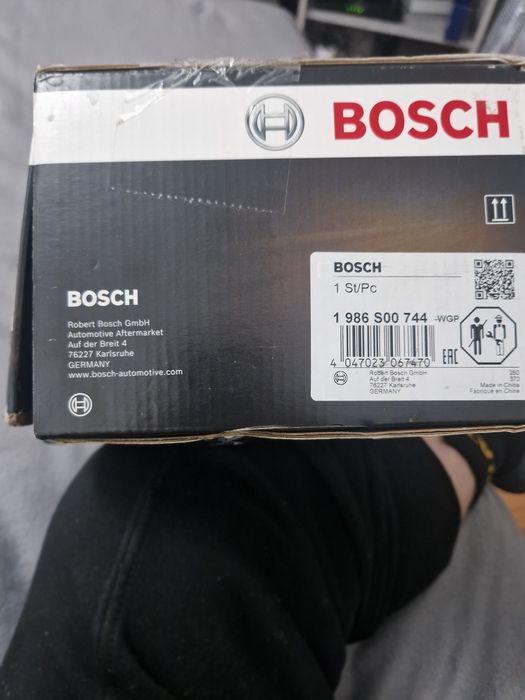 BOSCH
BOSCH
1 St/Pc
1 986 S00 744 -WGP
4 047023 067470
EAC
Robert Bosch GmbH
Auf der Breit 4
76227 Karlsruhe
GERMANY
Made in China
Fabriqué en Chine
BOSCH
Robert Bosch GmbH
Automotive Aftermarket
Auf der Breit 4
76227 Karlsruhe
GERMANY
www.bosch-automotive.com